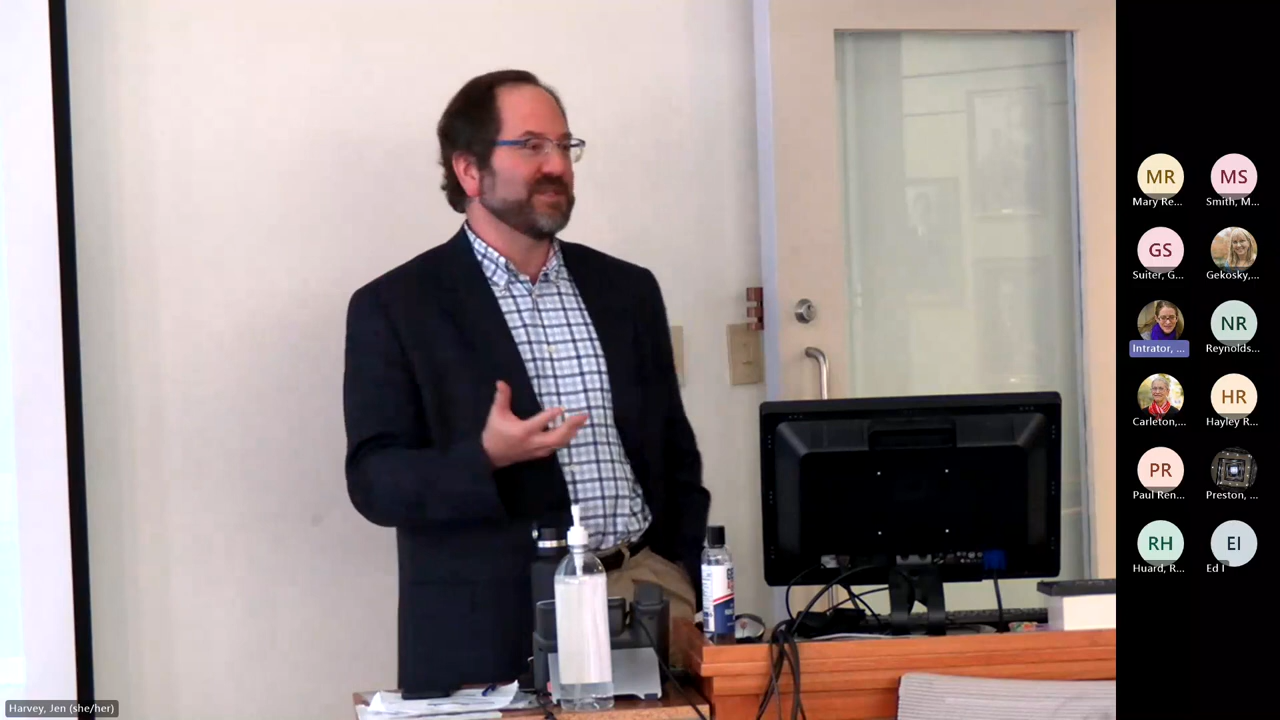 MR
MS
Mary Re...
Smith, M...
GS
Suiter, G...
Gekosky,...
Intrator, ...
NR
Reynolds...
Carleton,...
HR
Hayley R...
PR
Paul Ren...
Preston, ...
RH
EI
Huard, R...
Ed I
Harvey, Jen (she/her)